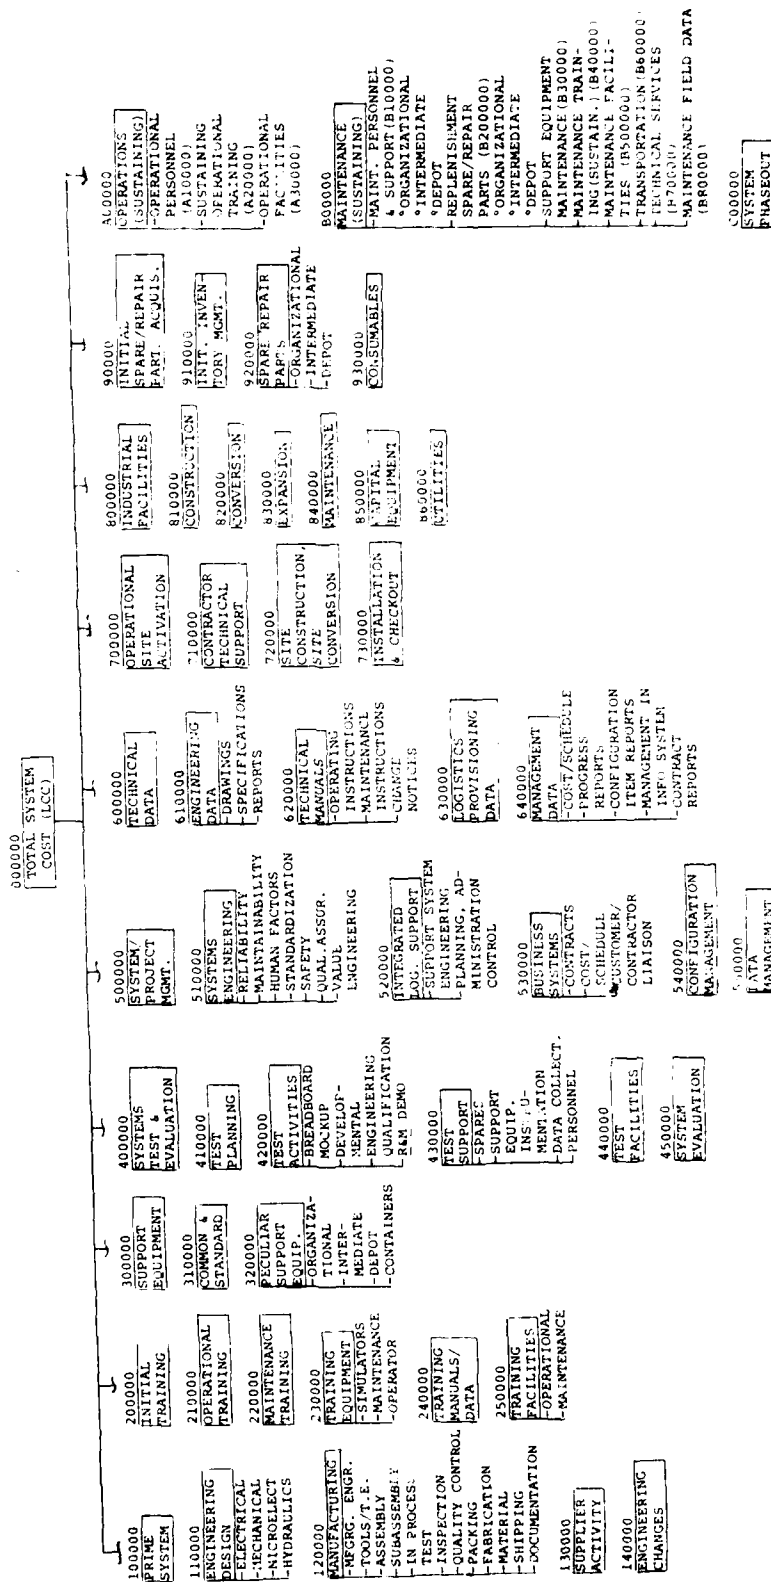 000000
TOTAL SYSTEM
COST (LCC)
100000
PRIME
SYSTEM
110000
ENGINEERING
DESIGN
-ELECTRICAL
-MECHANICAL
-MICROELECT
-HYDRAULICS
120000
MANUFACTURING
-MFGRG. ENGR.
-TOOLS/T.E.
-ASSEMBLY
-SUBASSEMBLY
-IN PROCESS
TEST
-INSPECTION
-QUALITY CONTROL
-PACKING
-FABRICATION
-MATERIAL
-SHIPPING
-DOCUMENTATION
130000
SUPPLIER
ACTIVITY
140000
ENGINEERING
CHANGES
200000
INITIAL
TRAINING
210000
OPERATIONAL
TRAINING
220000
MAINTENANCE
TRAINING
230000
TRAINING
EQUIPMENT
-SIMULATORS
-MAINTENANCE
-OPERATOR
240000
TRAINING
MANUALS/
DATA
250000
TRAINING
FACILITIES
-OPERATIONAL
-MAINTENANCE
300000
SUPPORT
EQUIPMENT
310000
COMMON &
STANDARD
320000
PECULIAR
SUPPORT
EQUIP.
-ORGANIZA-
TIONAL
-INTER-
MEDIATE
-DEPOT
-CONTAINERS
400000
SYSTEMS
TEST &
EVALUATION
410000
TEST
PLANNING
420000
TEST
ACTIVITIES
-BREADBOARD
MOCKUP
-DEVELOP-
MENTAL
-ENGINEERING
QUALIFICATION
R&M DEMO
430000
TEST
SUPPORT
-SPARES
-SUPPORT
EQUIP.
INSTRU-
MENTATION
-DATA COLLECT.
PERSONNEL
440000
TEST
FACILITIES
450000
SYSTEM
EVALUATION
500000
SYSTEM/
PROJECT
MGMT.
510000
SYSTEMS
ENGINEERING
-RELIABILITY
-MAINTAINABILITY
-HUMAN FACTORS
-STANDARDIZATION
-SAFETY
-QUAL.ASSUR.
-VALUE
ENGINEERING
520000
INTEGRATED
LOG. SUPPORT
-SUPPORT SYSTEM
ENGINEERING
-PLANNING, AD-
MINISTRATION
CONTROL
530000
BUSINESS
SYSTEMS
-CONTRACTS
-COST/
SCHEDULE
CUSTOMER/
CONTRACTOR
LIAISON
540000
CONFIGURATION
MANAGEMENT
550000
DATA
MANAGEMENT
600000
TECHNICAL
DATA
610000
ENGINEERING
DATA
-DRAWINGS
-SPECIFICATIONS
-REPORTS
620000
TECHNICAL
MANUALS
-OPERATING
INSTRUCTIONS
-MAINTENANCE
INSTRUCTIONS
-CHANGE
NOTICES
630000
LOGISTICS
PROVISIONING
DATA
640000
MANAGEMENT
DATA
-COST/SCHEDULE
-PROGRESS
REPORTS
-CONFIGURATION
ITEM REPORTS
-MANAGEMENT IN
INFO SYSTEM
-CONTRACT
REPORTS
700000
OPERATIONAL
SITE
ACTIVATION
710000
CONTRACTOR
TECHNICAL
SUPPORT
720000
SITE
CONSTRUCTION,
SITE
CONVERSION
730000
INSTALLATION
& CHECKOUT
800000
INDUSTRIAL
FACILITIES
810000
CONSTRUCTION
820000
CONVERSION
830000
EXPANSION
840000
MAINTENANCE
850000
CAPITAL
EQUIPMENT
860000
UTILITIES
90000
INITIAL
SPARE/REPAIR
PART. ACQUIS.
910000
INIT. INVEN-
TORY MGMT.
920000
SPARE REPAIR
PARTS
-ORGANIZATIONAL
-INTERMEDIATE
-DEPOT
930000
CONSUMABLES
A00000
OPERATIONS
(SUSTAINING)
-OPERATIONAL
PERSONNEL
(A10000)
-SUSTAINING
OPERATIONAL
TRAINING
(A20000)
-OPERATIONAL
FACILITIES
(A30000)
B00000
MAINTENANCE
(SUSTAINING)
-MAINT. PERSONNEL
& SUPPORT(B10000)
°ORGANIZATIONAL
°INTERMEDIATE
°DEPOT
-REPLENISHMENT
SPARE/REPAIR
PARTS (B200000)
°ORGANIZATIONAL
°INTERMEDIATE
°DEPOT
-SUPPORT EQUIPMENT
MAINTENANCE(B30000)
-MAINTENANCE TRAIN-
ING(SUSTAIN.)(B40000)
-MAINTENANCE FACILI-
TIES (B500000)
-TRANSPORTATION(B60000)
-TECHNICAL SERVICES
(B70000)
-MAINTENANCE FIELD DATA
(B80000)
C00000
SYSTEM
PHASEOUT